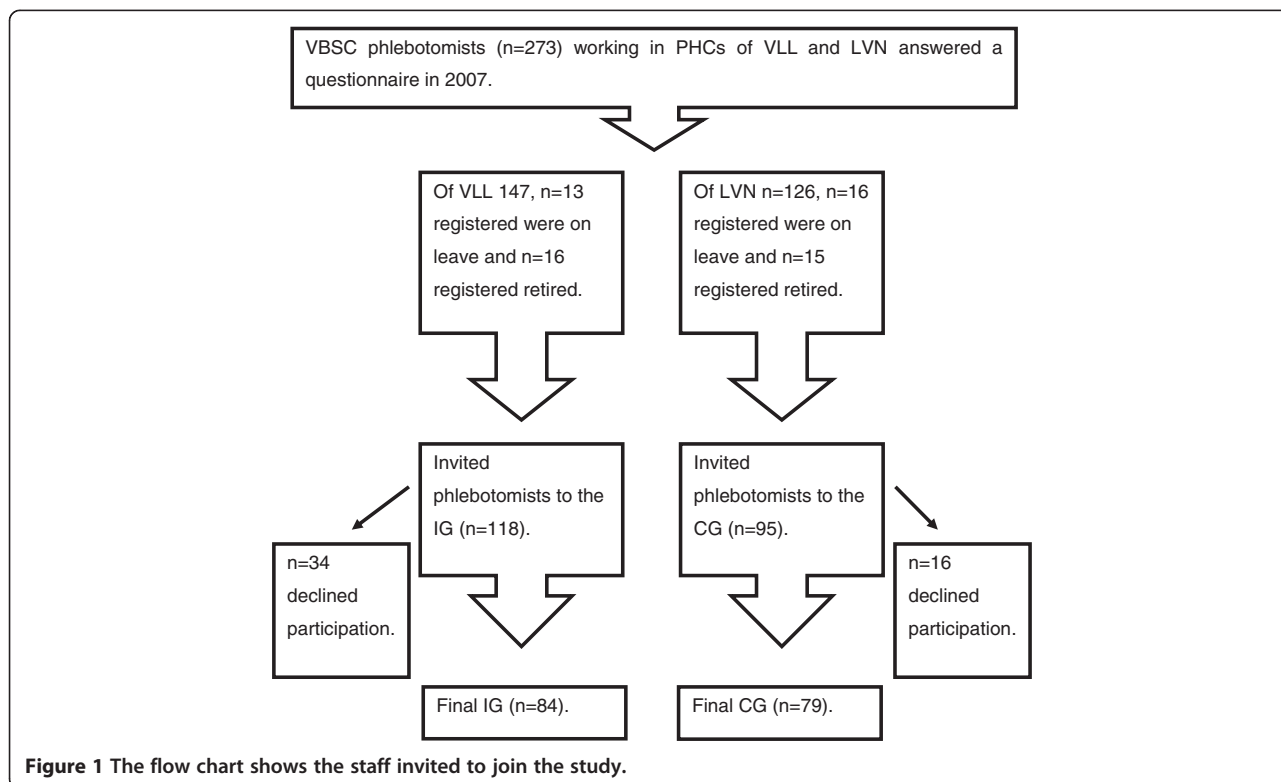 VBSC phlebotomists (n=273) working in PHCs of VLL and LVN answered a
questionnaire in 2007.
Of VLL 147, n=13
registered were on
leave and n=16
registered retired.
Of LVN n=126, n=16
registered were on
leave and n=15
registered retired.
Invited
phlebotomists to the
IG (n=118).
Invited
phlebotomists to the
CG (n=95).
n=34
declined
participation.
n=16
declined
participation.
Final IG (n=84).
Final CG (n=79).
Figure 1 The flow chart shows the staff invited to join the study.